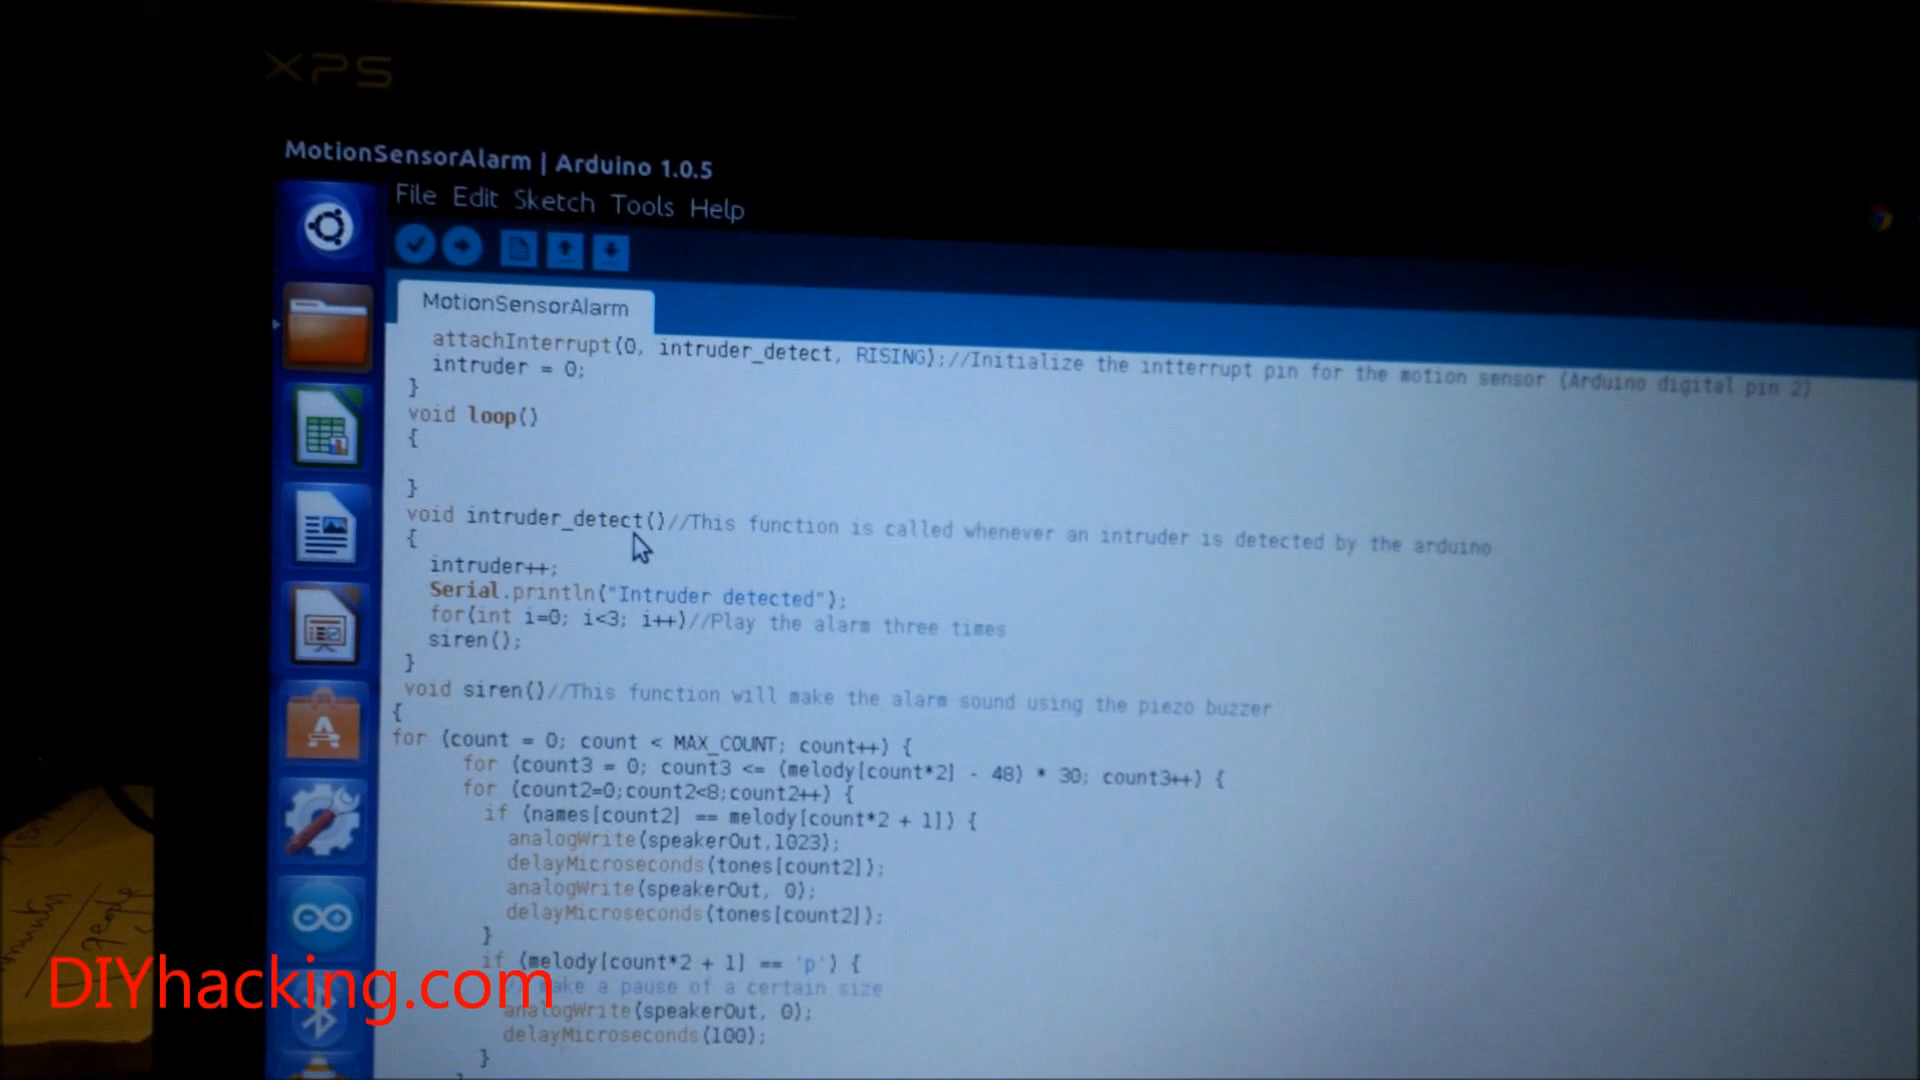 XPS
MotionSensorAlarm | Arduino 1.0.5
File Edit Sketch Tools Help
MotionSensorAlarm
attachInterrupt(0, intruder_detect, RISING);//Initialize the intterrupt pin for the motion sensor (Arduino digital pin 2)
intruder = 0;
}
void loop()
{
}
void intruder_detect()//This function is called whenever an intruder is detected by the arduino
{
intruder++;
Serial.println("Intruder detected");
for(int i=0; i<3; i++)//Play the alarm three times
siren();
}
void siren()//This function will make the alarm sound using the piezo buzzer
{
for (count = 0; count < MAX_COUNT; count++) {
for (count3 = 0; count3 <= (melody[count*2] - 48) * 30; count3++) {
for (count2=0;count2<8;count2++) {
if (names[count2] == melody[count*2 + 1]) {
analogWrite(speakerOut,1023);
delayMicroseconds(tones[count2]);
analogWrite(speakerOut, 0);
delayMicroseconds(tones[count2]);
}
if (melody[count*2 + 1] == 'p') {
// make a pause of a certain size
analogWrite(speakerOut, 0);
delayMicroseconds(100);
}
people
DIYhacking.com